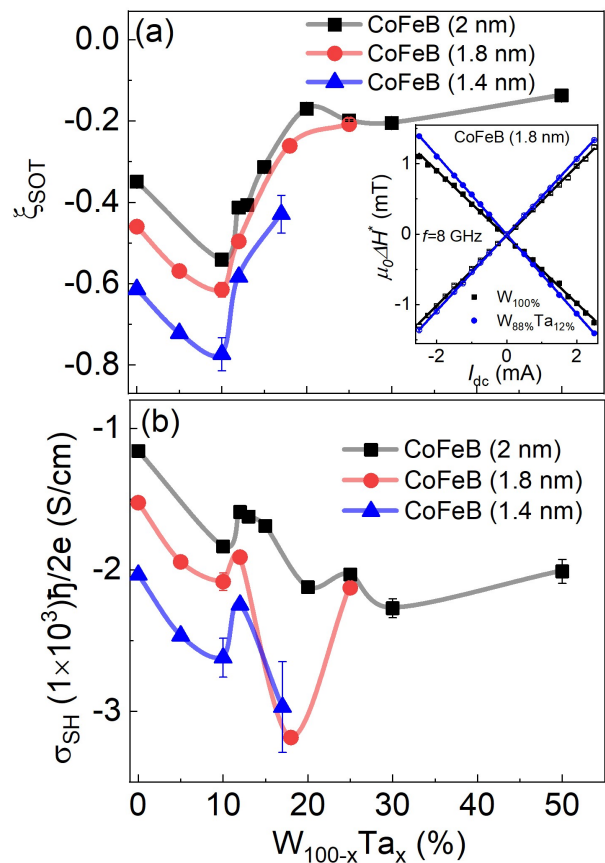 (a)
CoFeB (2 nm)
CoFeB (1.8 nm)
CoFeB (1.4 nm)
0.0
-0.2
-0.4
-0.6
-0.8
ξSOT
CoFeB (1.8 nm)
1
0
-1
μ0ΔH* (mT)
f=8 GHz
W100%
W88%Ta12%
-2 0 2
Idc (mA)
(b)
CoFeB (2 nm)
CoFeB (1.8 nm)
CoFeB (1.4 nm)
-1
-2
-3
σSH (1×10³)ℏ/2e (S/cm)
0 10 20 30 40 50
W100-xTax (%)